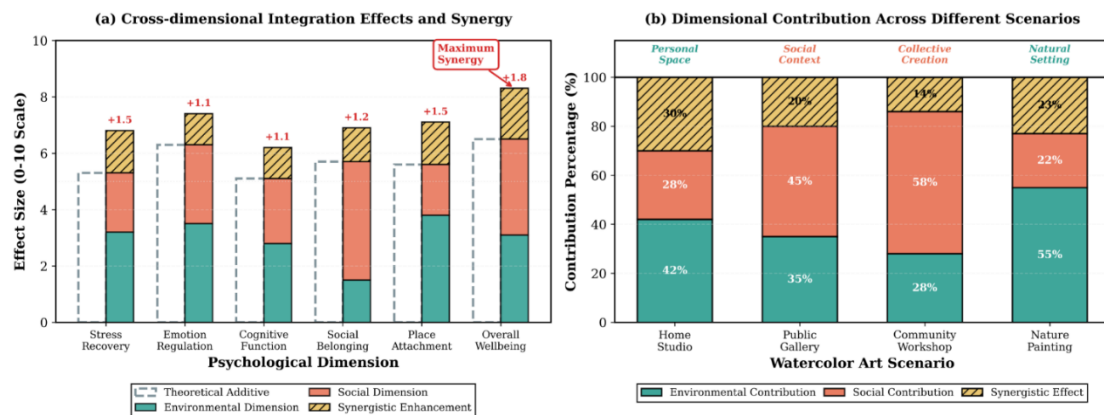 (a) Cross-dimensional Integration Effects and Synergy
Effect Size (0-10 Scale)
10
8
6
4
2
0
+1.5
+1.1
+1.1
+1.2
+1.5
Maximum
Synergy
+1.8
Stress
Recovery
Emotion
Regulation
Cognitive
Function
Social
Belonging
Place
Attachment
Overall
Wellbeing
Psychological Dimension
Theoretical Additive
Social Dimension
Environmental Dimension
Synergistic Enhancement
(b) Dimensional Contribution Across Different Scenarios
Contribution Percentage (%)
100
80
60
40
20
0
Personal
Space
Social
Context
Collective
Creation
Natural
Setting
30%
28%
42%
20%
45%
35%
14%
58%
28%
23%
22%
55%
Home
Studio
Public
Gallery
Community
Workshop
Nature
Painting
Watercolor Art Scenario
Environmental Contribution
Social Contribution
Synergistic Effect